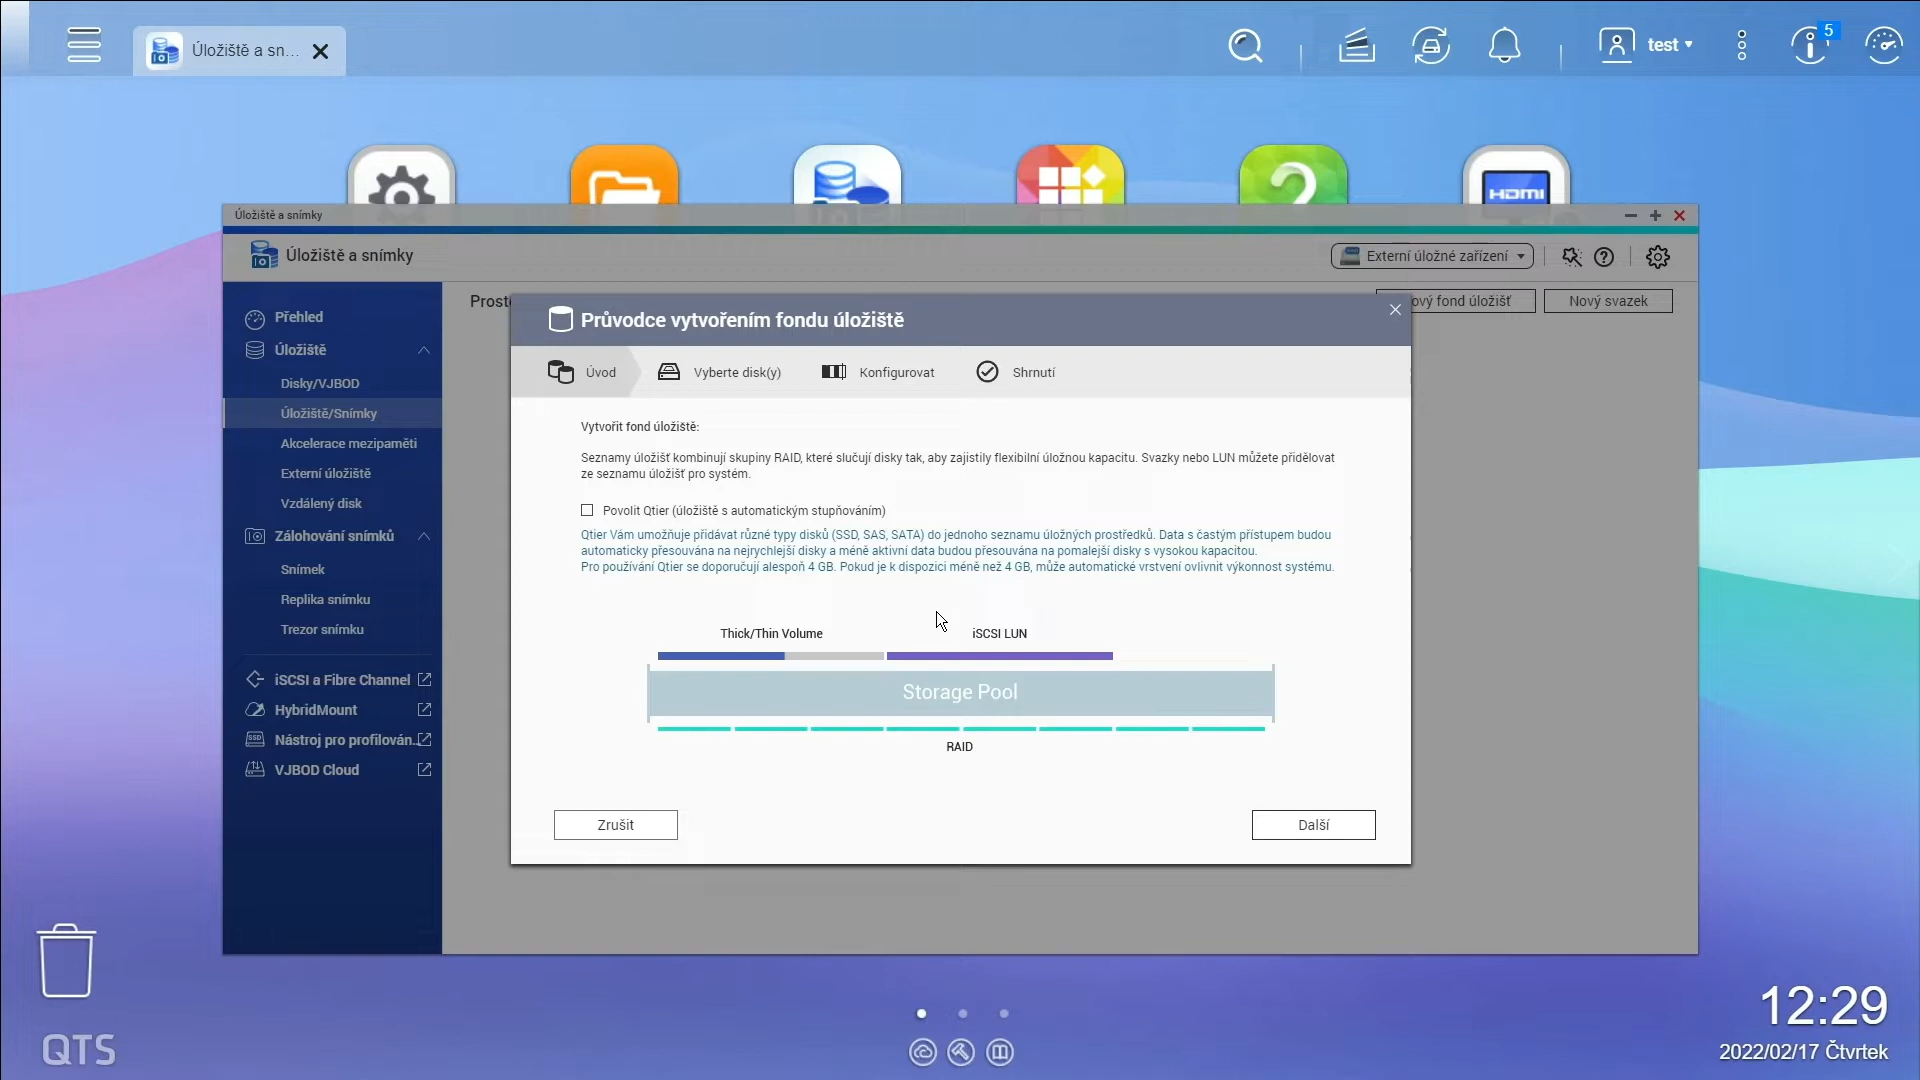 Úložiště a sn...
test
5
HDMI
Úložiště a snímky
Úložiště a snímky
Externí úložné zařízení
Přehled
Úložiště
Disky/VJBOD
Úložiště/Snímky
Akcelerace mezipaměti
Externí úložiště
Vzdálený disk
Zálohování snímků
Snímek
Replika snímku
Trezor snímku
iSCSI a Fibre Channel
HybridMount
Nástroj pro profilován...
VJBOD Cloud
fond úložišť
Nový svazek
Průvodce vytvořením fondu úložiště
Úvod
Vyberte disk(y)
Konfigurovat
Shrnutí
Vytvořit fond úložiště:
Seznamy úložišť kombinují skupiny RAID, které slučují disky tak, aby zajistily flexibilní úložnou kapacitu. Svazky nebo LUN můžete přidělovat
ze seznamu úložišť pro systém.
Povolit Qtier (úložiště s automatickým stupňováním)
Qtier Vám umožňuje přidávat různé typy disků (SSD, SAS, SATA) do jednoho seznamu úložných prostředků. Data s častým přístupem budou
automaticky přesouvána na nejrychlejší disky a méně aktivní data budou přesouvána na pomalejší disky s vysokou kapacitou.
Pro používání Qtier se doporučují alespoň 4 GB. Pokud je k dispozici méně než 4 GB, může automatické vrstvení ovlivnit výkonnost systému.
Thick/Thin Volume
iSCSI LUN
Storage Pool
RAID
Zrušit
Další
QTS
12:29
2022/02/17 Čtvrtek